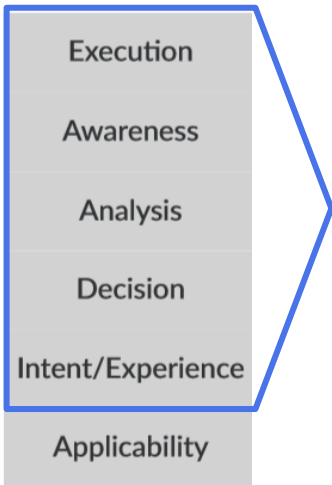 Execution
Awareness
Analysis
Decision
Intent/Experience
Applicability